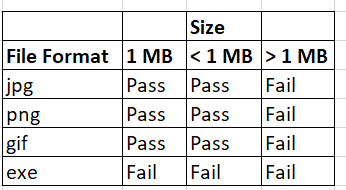 Size
File Format 1 MB < 1 MB > 1 MB
jpg Pass Pass Fail
png Pass Pass Fail
gif Pass Pass Fail
exe Fail Fail Fail